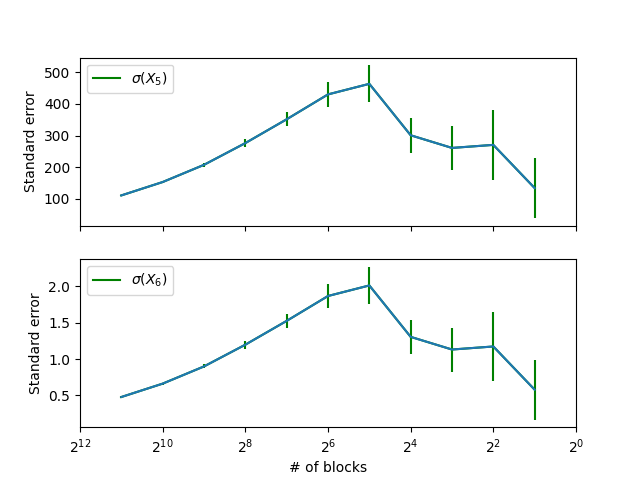 σ(X₅)
500
400
300
200
100
Standard error
σ(X₆)
2.0
1.5
1.0
0.5
Standard error
2¹² 2¹⁰ 2⁸ 2⁶ 2⁴ 2² 2⁰
# of blocks